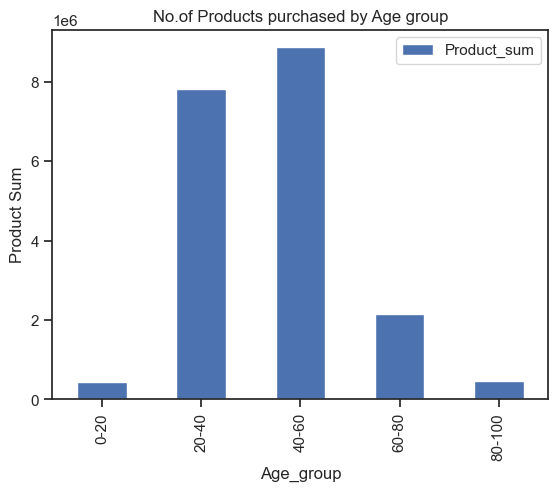 No.of Products purchased by Age group
1e6
Product_sum
8
6
4
2
0
Product Sum
0-20
20-40
40-60
60-80
80-100
Age_group